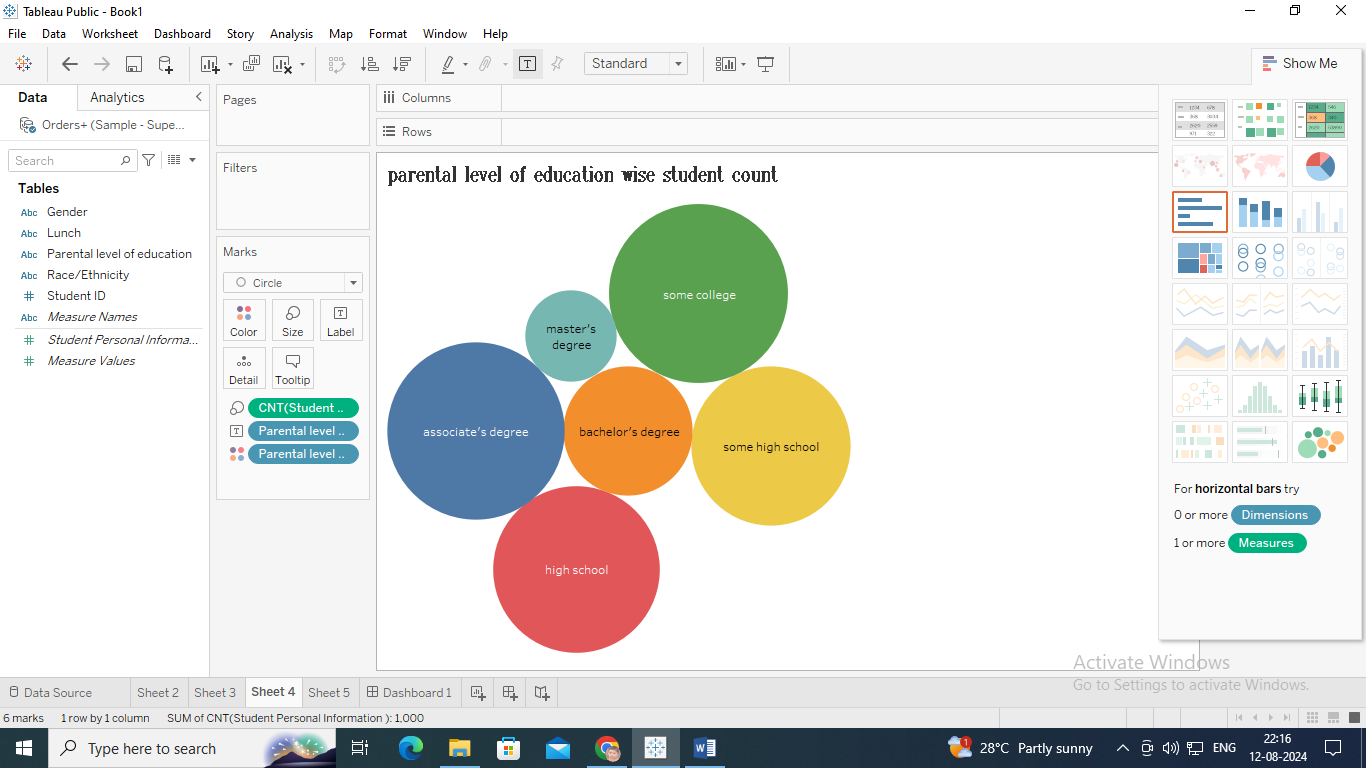 Tableau Public - Book1
File Data Worksheet Dashboard Story Analysis Map Format Window Help
Standard
Show Me
Data Analytics
Orders+ (Sample - Supe...
Search
Tables
Abc Gender
Abc Lunch
Abc Parental level of education
Abc Race/Ethnicity
# Student ID
Abc Measure Names
# Student Personal Informa...
# Measure Values
Pages
Filters
Marks
Circle
Color Size Label
Detail Tooltip
CNT(Student ..
Parental level ..
Parental level ..
Columns
Rows
parental level of education wise student count
some college
master's
degree
associate's degree
bachelor's degree
some high school
high school
For horizontal bars try
0 or more Dimensions
1 or more Measures
Activate Windows
Go to Settings to activate Windows.
Data Source Sheet 2 Sheet 3 Sheet 4 Sheet 5 Dashboard 1
6 marks 1 row by 1 column SUM of CNT(Student Personal Information ): 1,000
Type here to search
1
28°C Partly sunny
ENG
22:16
12-08-2024